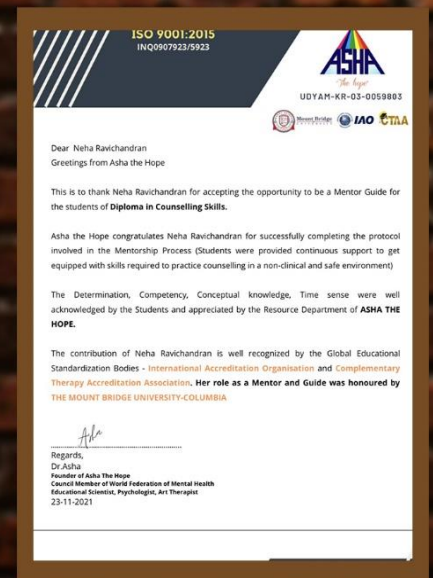 ISO 9001:2015
INQ0907923/5923
ASHA
The hope
UDYAM-KR-03-0059803
Mount Bridge
UNIVERSITY
IAO
CTAA
Dear Neha Ravichandran
Greetings from Asha the Hope
This is to thank Neha Ravichandran for accepting the opportunity to be a Mentor Guide for
the students of Diploma in Counselling Skills.
Asha the Hope congratulates Neha Ravichandran for successfully completing the protocol
involved in the Mentorship Process (Students were provided continuous support to get
equipped with skills required to practice counselling in a non-clinical and safe environment)
The Determination, Competency, Conceptual knowledge, Time sense were well
acknowledged by the Students and appreciated by the Resource Department of ASHA THE
HOPE.
The contribution of Neha Ravichandran is well recognized by the Global Educational
Standardization Bodies - International Accreditation Organisation and Complementary
Therapy Accreditation Association. Her role as a Mentor and Guide was honoured by
THE MOUNT BRIDGE UNIVERSITY-COLUMBIA
Asha
Regards,
Dr.Asha
Founder of Asha The Hope
Council Member of World Federation of Mental Health
Educational Scientist, Psychologist, Art Therapist
23-11-2021